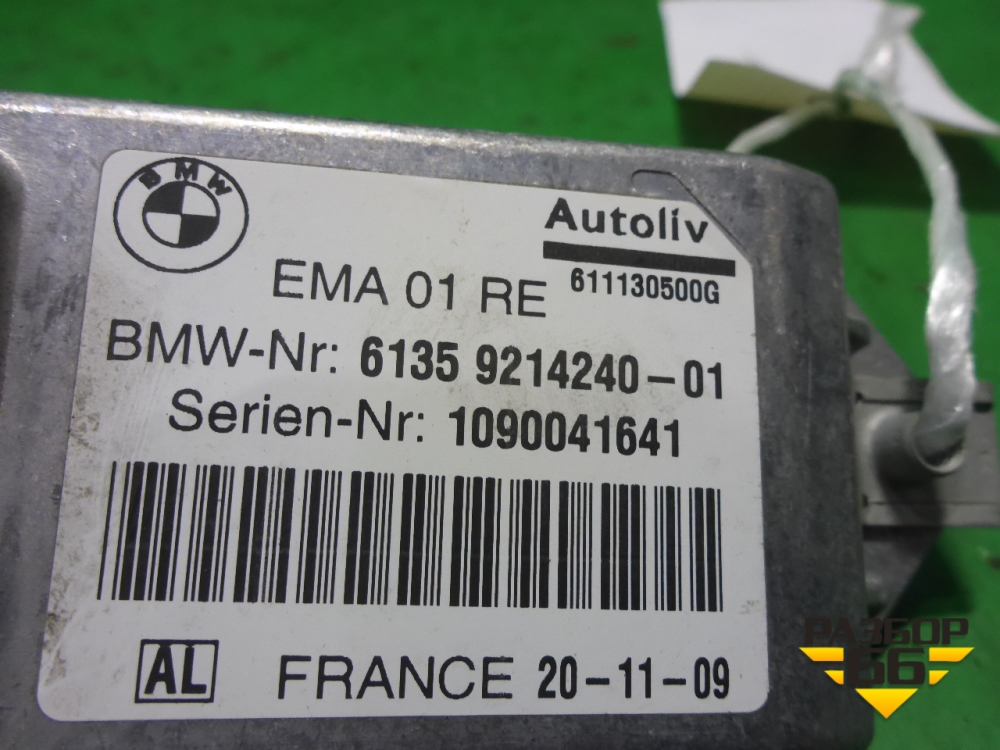 BMW
Autoliv
611130500G
EMA 01 RE
BMW-Nr: 6135 9214240-01
Serien-Nr: 1090041641
AL
FRANCE 20-11-09
РАЗБОР
66